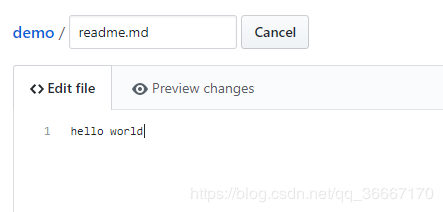 demo / readme.md Cancel
Edit file Preview changes
1 hello world
https://blog.csdn.net/qq_36667170